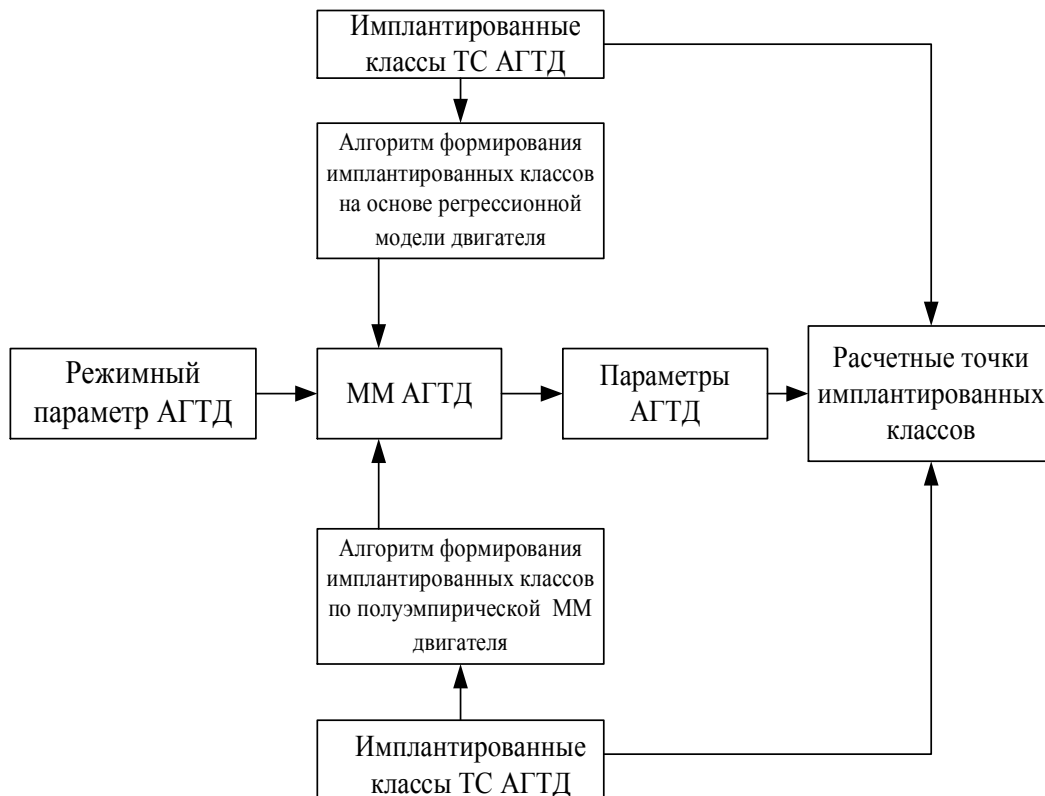 Имплантированные
классы ТС АГТД
Алгоритм формирования
имплантированных классов
на основе регрессионной
модели двигателя
Режимный
параметр АГТД
ММ АГТД
Параметры
АГТД
Расчетные точки
имплантированных
классов
Алгоритм формирования
имплантированных классов
по полуэмпирической ММ
двигателя
Имплантированные
классы ТС АГТД